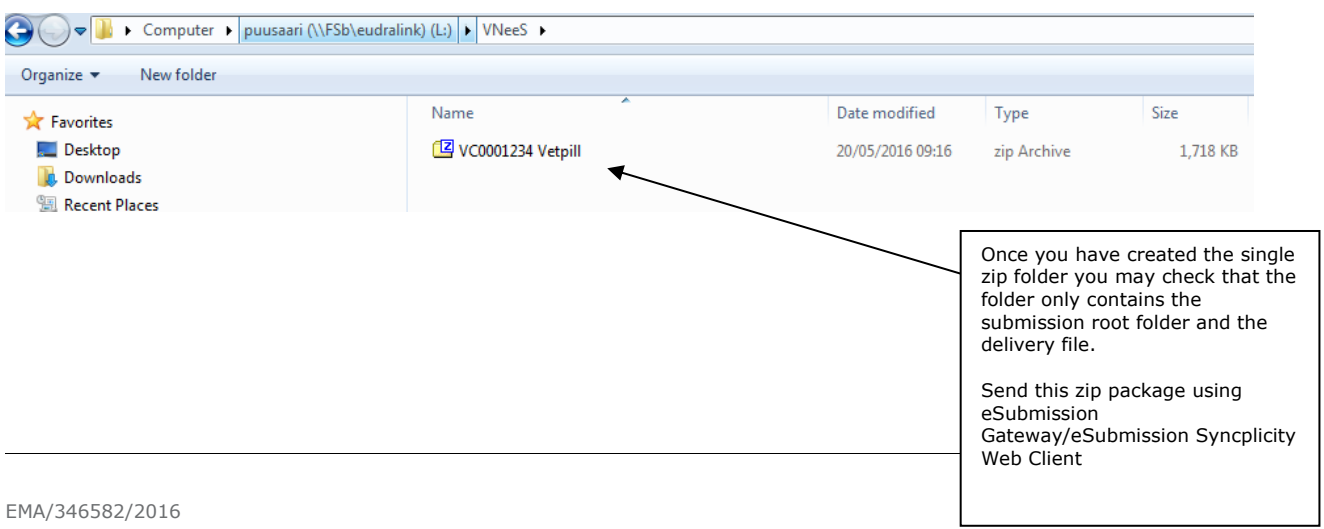 Computer puusaari (\\FSb\eudralink) (L:) VNeeS
Organize New folder
Name Date modified Type Size
Favorites
Desktop
Downloads
Recent Places
VC0001234 Vetpill 20/05/2016 09:16 zip Archive 1,718 KB
Once you have created the single
zip folder you may check that the
folder only contains the
submission root folder and the
delivery file.
Send this zip package using
eSubmission
Gateway/eSubmission Syncplicity
Web Client
EMA/346582/2016